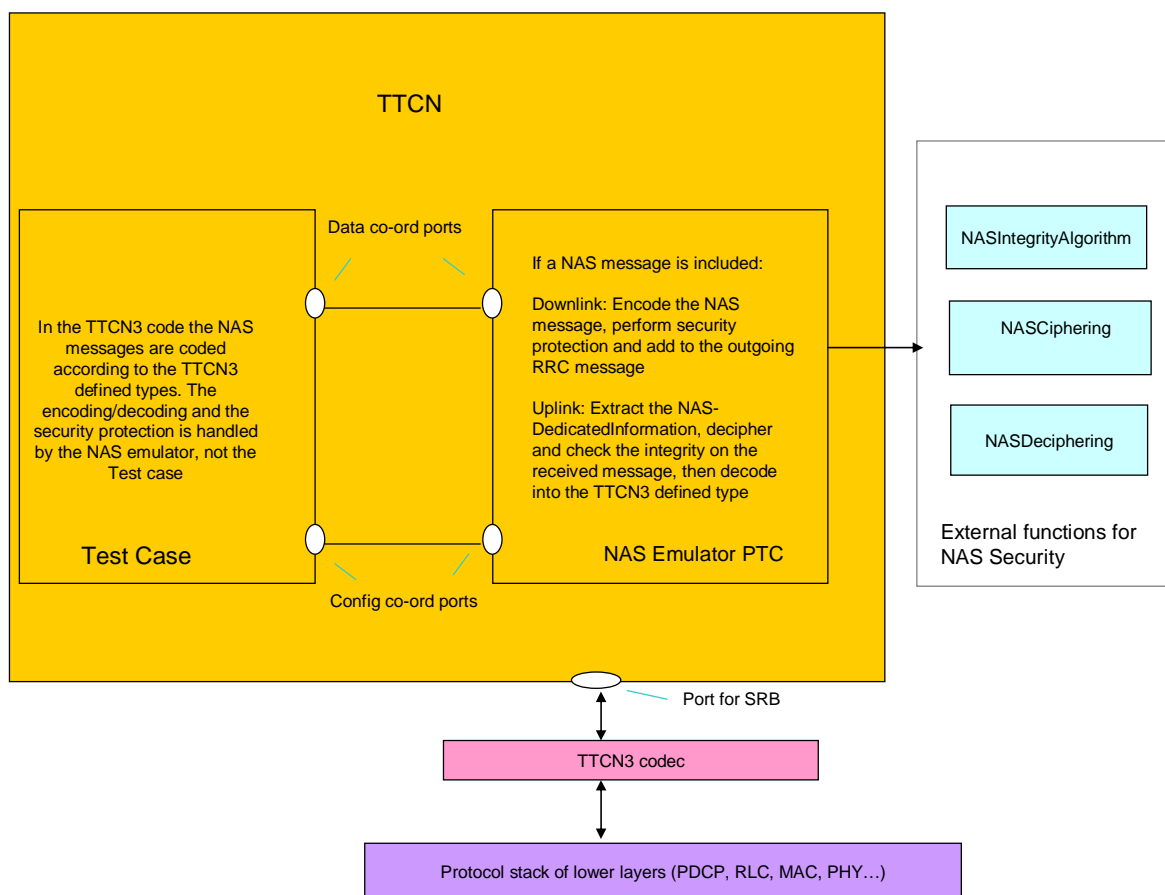 TTCN
Data co-ord ports
In the TTCN3 code the NAS
messages are coded
according to the TTCN3
defined types. The
encoding/decoding and the
security protection is handled
by the NAS emulator, not the
Test case
Test Case
If a NAS message is included:
Downlink: Encode the NAS
message, perform security
protection and add to the outgoing
RRC message
Uplink: Extract the NAS-
DedicatedInformation, decipher
and check the integrity on the
received message, then decode
into the TTCN3 defined type
NAS Emulator PTC
Config co-ord ports
NASIntegrityAlgorithm
NASCiphering
NASDeciphering
External functions for
NAS Security
Port for SRB
TTCN3 codec
Protocol stack of lower layers (PDCP, RLC, MAC, PHY…)